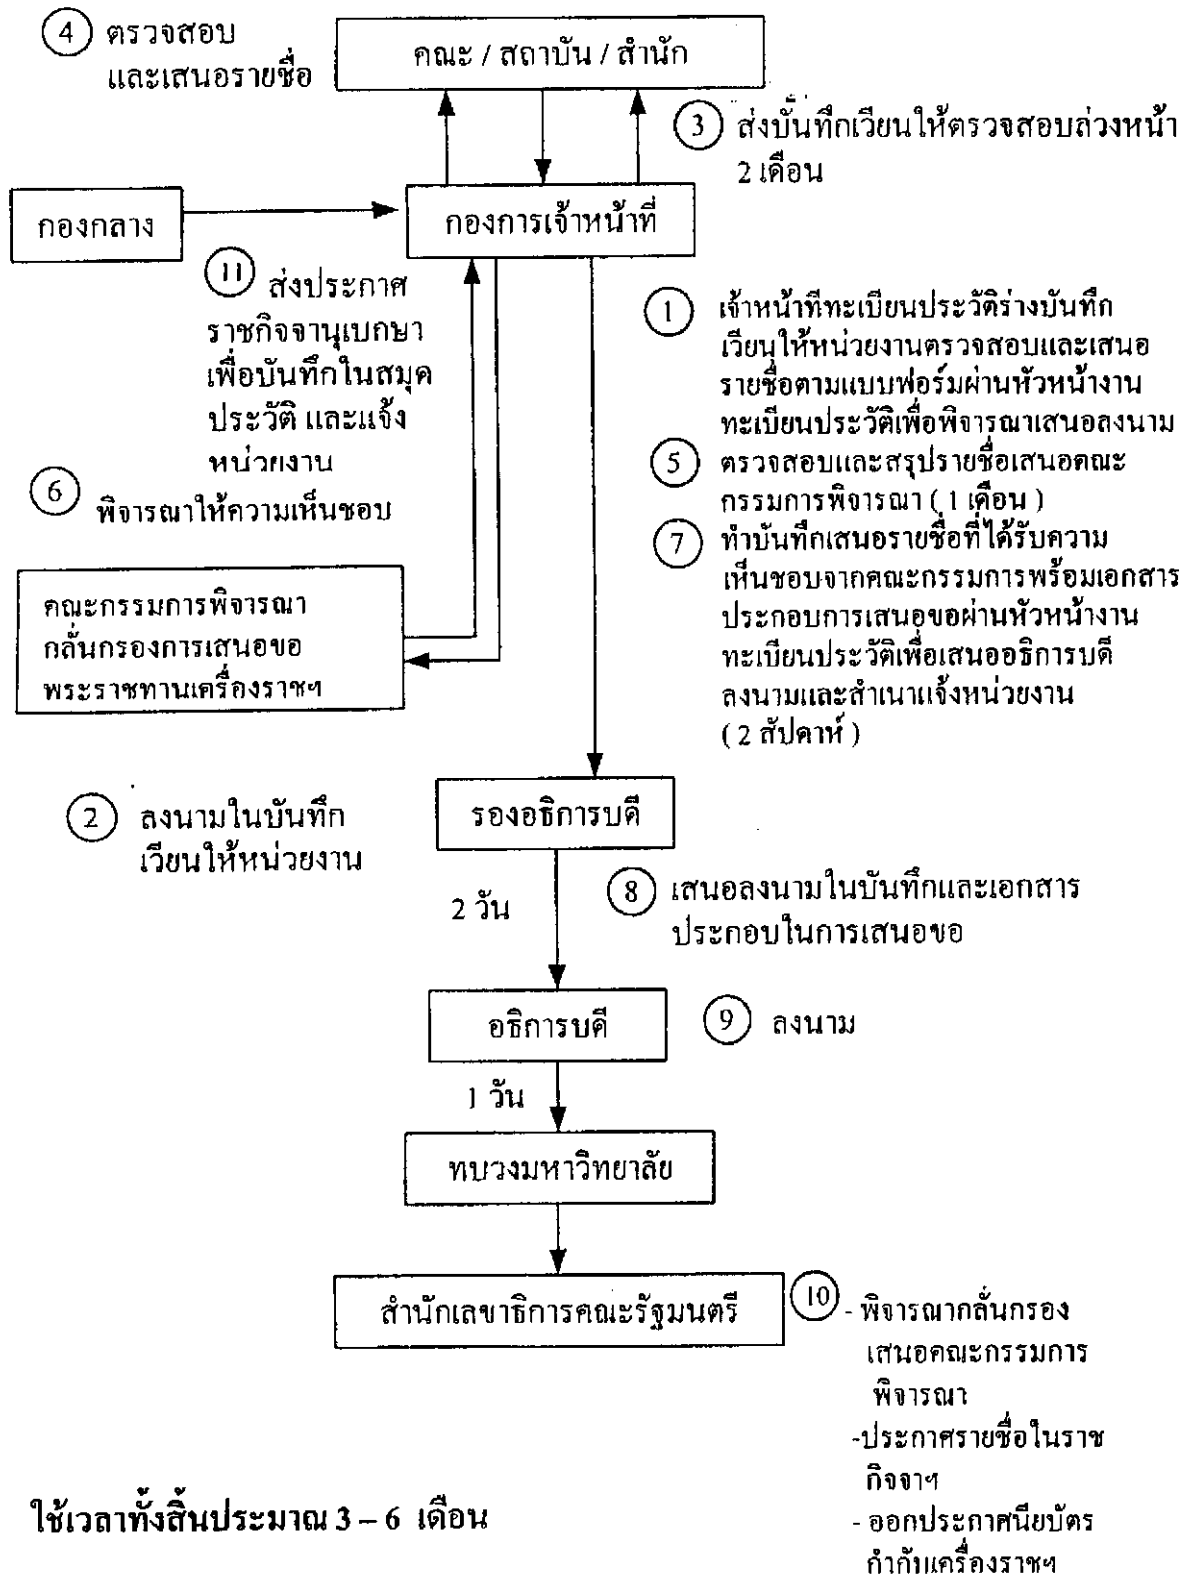 4 ตรวจสอบ
และเสนอรายชื่อ
คณะ / สถาบัน / สำนัก
3 ส่งบันทึกเวียนให้ตรวจสอบล่วงหน้า
2 เดือน
กองกลาง
กองการเจ้าหน้าที่
11 ส่งประกาศ
ราชกิจจานุเบกษา
เพื่อบันทึกในสมุด
ประวัติ และแจ้ง
หน่วยงาน
1 เจ้าหน้าที่ทะเบียนประวัติร่างบันทึก
เวียนให้หน่วยงานตรวจสอบและเสนอ
รายชื่อตามแบบฟอร์มผ่านหัวหน้างาน
ทะเบียนประวัติเพื่อพิจารณาเสนอลงนาม
5 ตรวจสอบและสรุปรายชื่อเสนอคณะ
กรรมการพิจารณา ( 1 เดือน )
6 พิจารณาให้ความเห็นชอบ
7 ทำบันทึกเสนอรายชื่อที่ได้รับความ
เห็นชอบจากคณะกรรมการพร้อมเอกสาร
ประกอบการเสนอขอผ่านหัวหน้างาน
ทะเบียนประวัติเพื่อเสนออธิการบดี
ลงนามและสำเนาแจ้งหน่วยงาน
( 2 สัปดาห์ )
คณะกรรมการพิจารณา
กลั่นกรองการเสนอขอ
พระราชทานเครื่องราชฯ
2 ลงนามในบันทึก
เวียนให้หน่วยงาน
รองอธิการบดี
2 วัน
8 เสนอลงนามในบันทึกและเอกสาร
ประกอบในการเสนอขอ
อธิการบดี
9 ลงนาม
1 วัน
ทบวงมหาวิทยาลัย
สำนักเลขาธิการคณะรัฐมนตรี
10 - พิจารณากลั่นกรอง
เสนอคณะกรรมการ
พิจารณา
-ประกาศรายชื่อในราช
กิจจาฯ
- ออกประกาศนียบัตร
กำกับเครื่องราชฯ
ใช้เวลาทั้งสิ้นประมาณ 3 – 6 เดือน